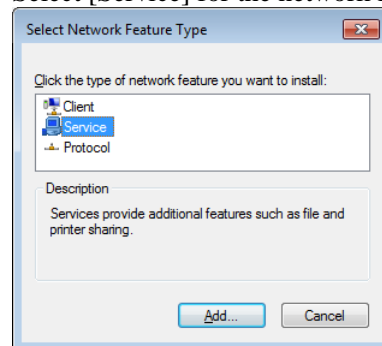 Select Network Feature Type
Click the type of network feature you want to install:
Client
Service
Protocol
Description
Services provide additional features such as file and
printer sharing.
Add...
Cancel